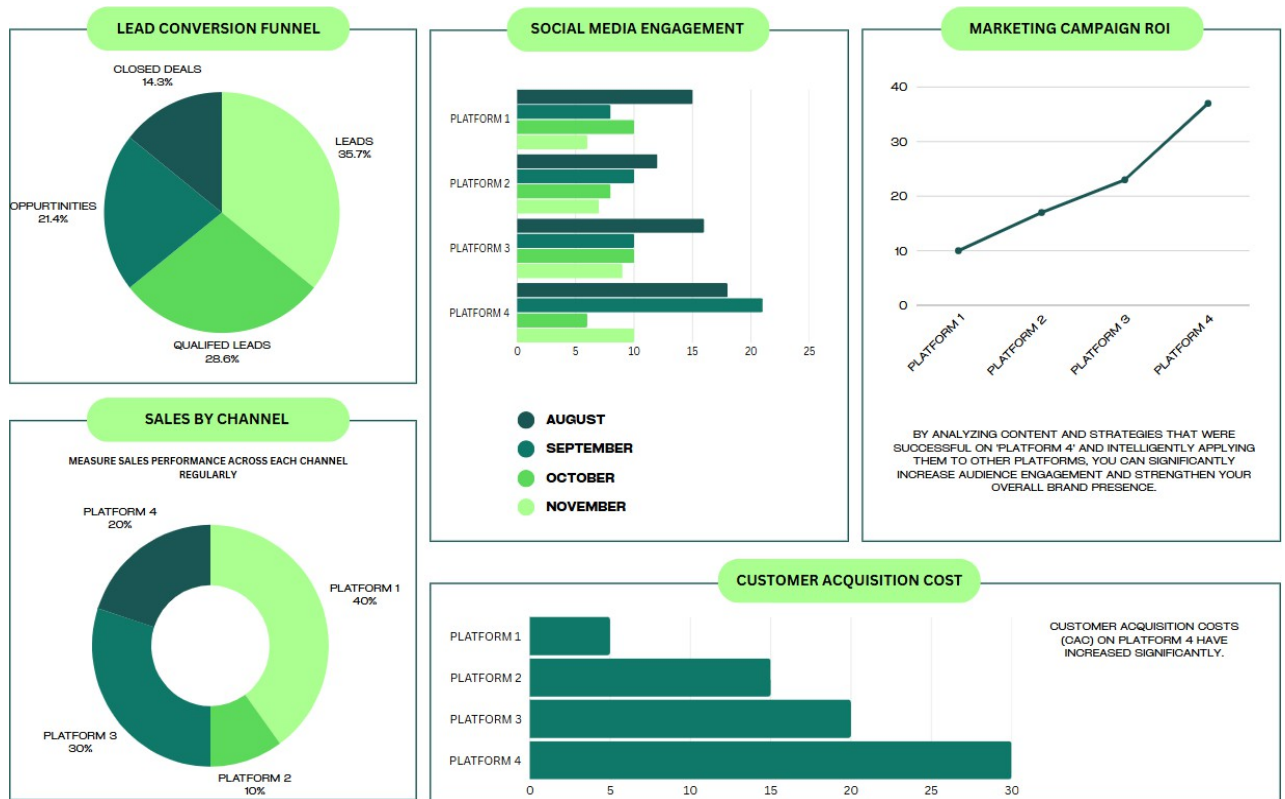 LEAD CONVERSION FUNNEL
CLOSED DEALS
14.3%
LEADS
35.7%
OPPURTINITIES
21.4%
QUALIFED LEADS
28.6%
SOCIAL MEDIA ENGAGEMENT
PLATFORM 1
PLATFORM 2
PLATFORM 3
PLATFORM 4
0 5 10 15 20 25
AUGUST
SEPTEMBER
OCTOBER
NOVEMBER
MARKETING CAMPAIGN ROI
40
30
20
10
0
PLATFORM 1 PLATFORM 2 PLATFORM 3 PLATFORM 4
BY ANALYZING CONTENT AND STRATEGIES THAT WERE
SUCCESSFUL ON 'PLATFORM 4' AND INTELLIGENTLY APPLYING
THEM TO OTHER PLATFORMS, YOU CAN SIGNIFICANTLY
INCREASE AUDIENCE ENGAGEMENT AND STRENGTHEN YOUR
OVERALL BRAND PRESENCE.
SALES BY CHANNEL
MEASURE SALES PERFORMANCE ACROSS EACH CHANNEL
REGULARLY
PLATFORM 4
20%
PLATFORM 1
40%
PLATFORM 3
30%
PLATFORM 2
10%
CUSTOMER ACQUISITION COST
PLATFORM 1
PLATFORM 2
PLATFORM 3
PLATFORM 4
0 5 10 15 20 25 30
CUSTOMER ACQUISITION COSTS
(CAC) ON PLATFORM 4 HAVE
INCREASED SIGNIFICANTLY.